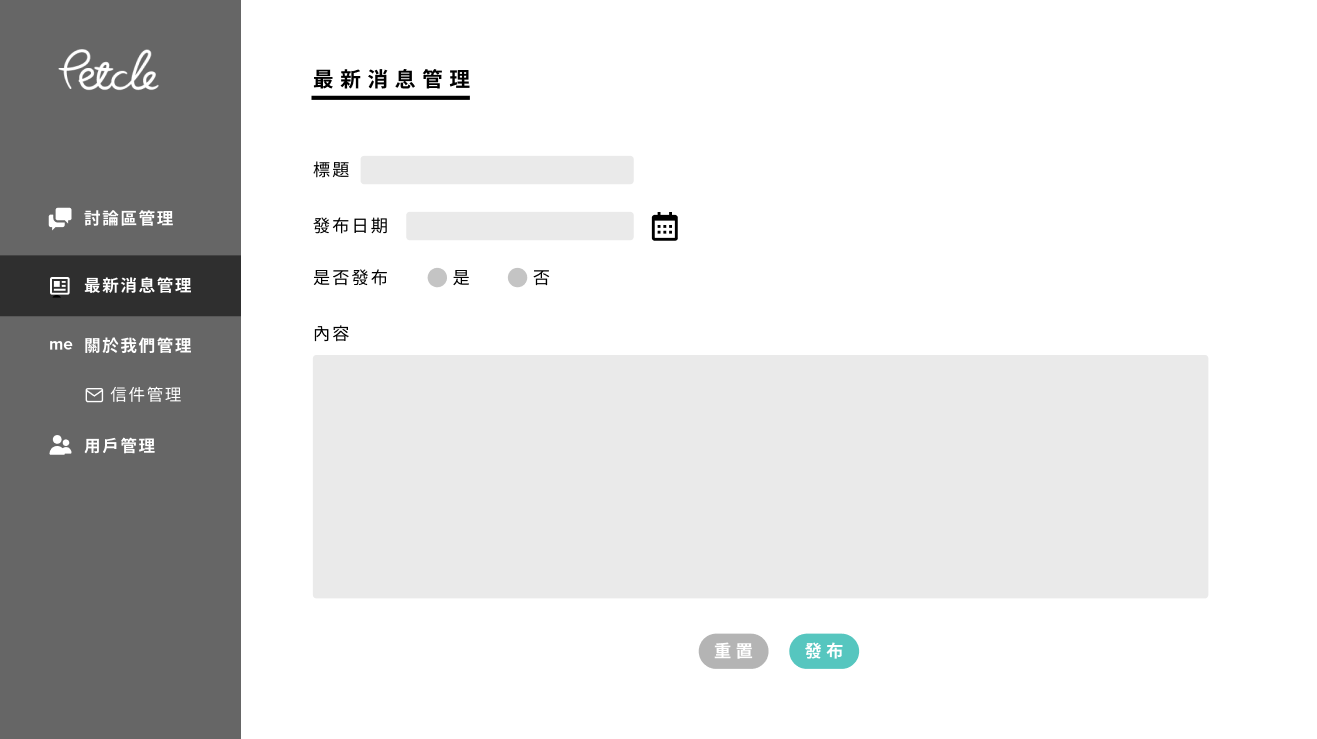 Petcle
討論區管理
最新消息管理
me 關於我們管理
信件管理
用戶管理
最新消息管理
標題
發布日期
是否發布 是 否
內容
重置 發布